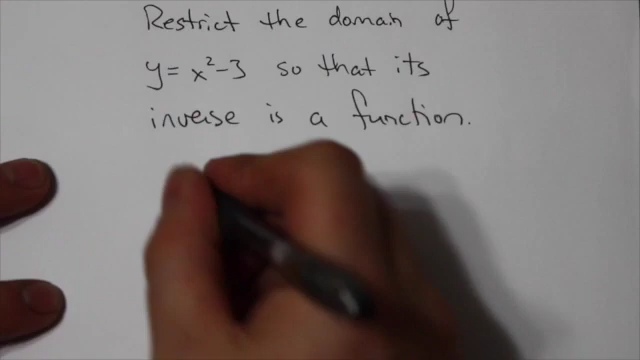 Restrict the domain of
y = x² - 3 so that its
inverse is a function.